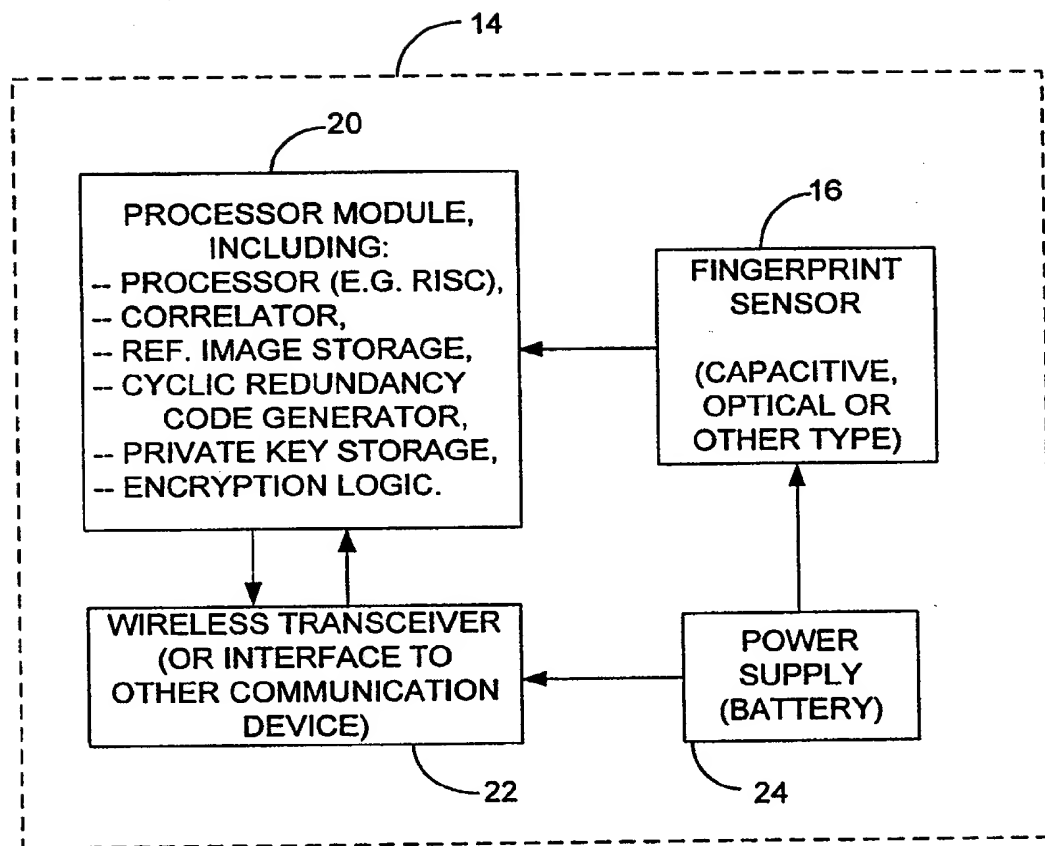 14
20
PROCESSOR MODULE,
INCLUDING:
-- PROCESSOR (E.G. RISC),
-- CORRELATOR,
-- REF. IMAGE STORAGE,
-- CYCLIC REDUNDANCY
CODE GENERATOR,
-- PRIVATE KEY STORAGE,
-- ENCRYPTION LOGIC.
16
FINGERPRINT
SENSOR
(CAPACITIVE,
OPTICAL OR
OTHER TYPE)
WIRELESS TRANSCEIVER
(OR INTERFACE TO
OTHER COMMUNICATION
DEVICE)
22
POWER
SUPPLY
(BATTERY)
24